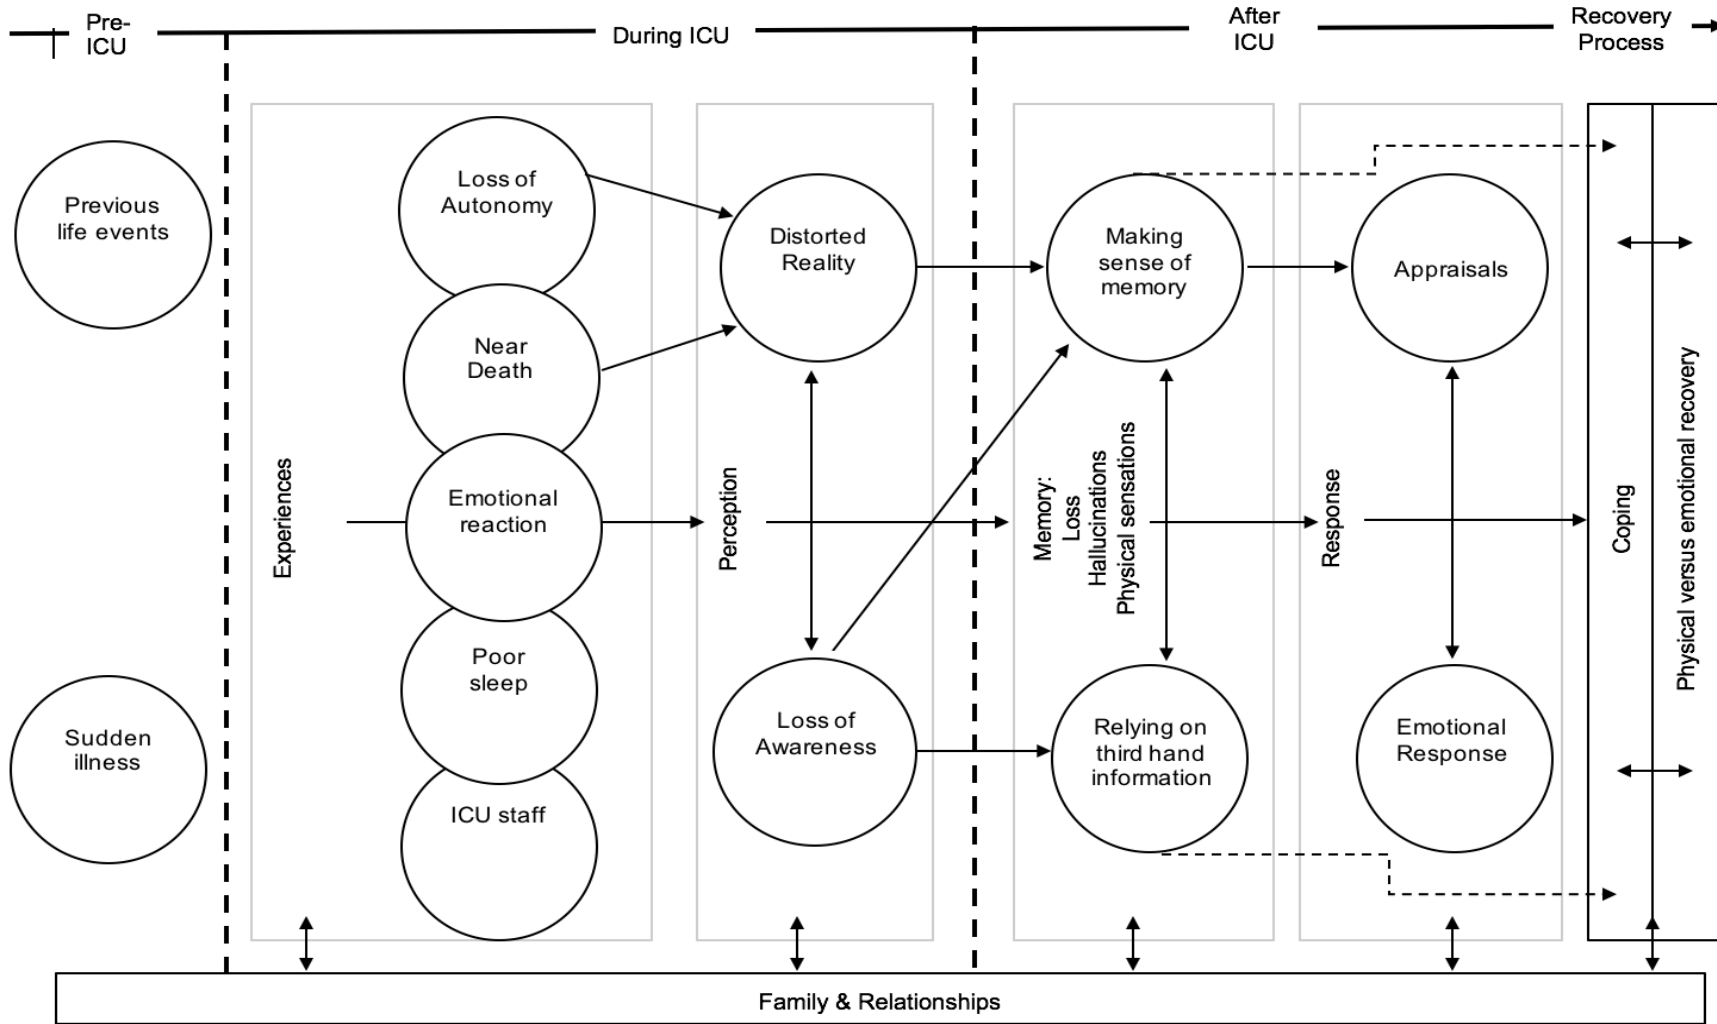 Pre-
ICU
During ICU
After
ICU
Recovery
Process
Previous
life events
Sudden
illness
Experiences
Loss of
Autonomy
Near
Death
Emotional
reaction
Poor
sleep
ICU staff
Perception
Distorted
Reality
Loss of
Awareness
Making
sense of
memory
Memory:
Loss
Hallucinations
Physical sensations
Relying on
third hand
information
Response
Appraisals
Emotional
Response
Coping
Physical versus emotional recovery
Family & Relationships